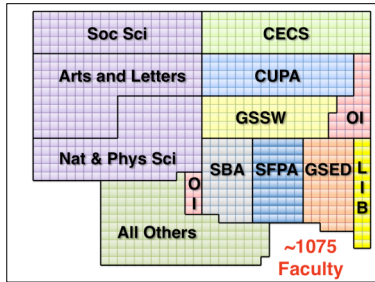 Soc Sci
CECS
Arts and Letters
CUPA
GSSW
OI
Nat & Phys Sci
SBA
SFPA
GSED
L
I
B
O
I
All Others
~1075
Faculty